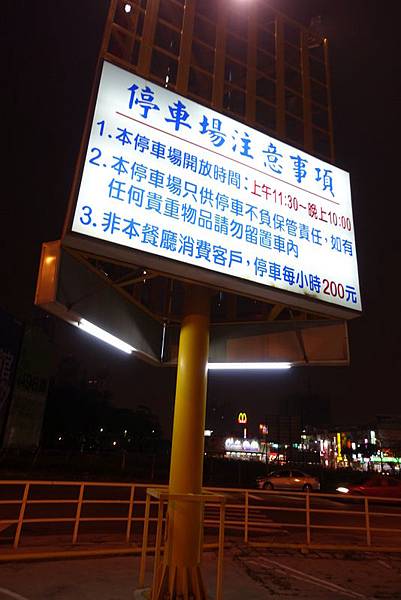 停車場注意事項
1.本停車場開放時間：上午11:30~晚上10:00
2.本停車場只供停車不負保管責任，如有
任何貴重物品請勿留置車內
3.非本餐廳消費客戶，停車每小時200元